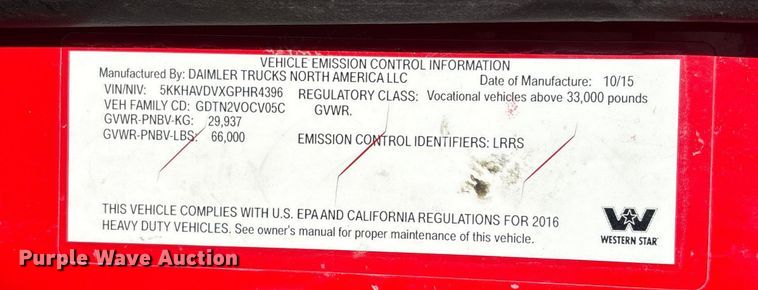 VEHICLE EMISSION CONTROL INFORMATION
Manufactured By: DAIMLER TRUCKS NORTH AMERICA LLC Date of Manufacture: 10/15
VIN/NIV: 5KKHAVDVXGPHR4396 REGULATORY CLASS: Vocational vehicles above 33,000 pounds
VEH FAMILY CD: GDTN2VOCV05C GVWR.
GVWR-PNBV-KG: 29,937
GVWR-PNBV-LBS: 66,000 EMISSION CONTROL IDENTIFIERS: LRRS
THIS VEHICLE COMPLIES WITH U.S. EPA AND CALIFORNIA REGULATIONS FOR 2016
HEAVY DUTY VEHICLES. See owner's manual for proper maintenance of this vehicle.
WESTERN STAR
Purple Wave Auction